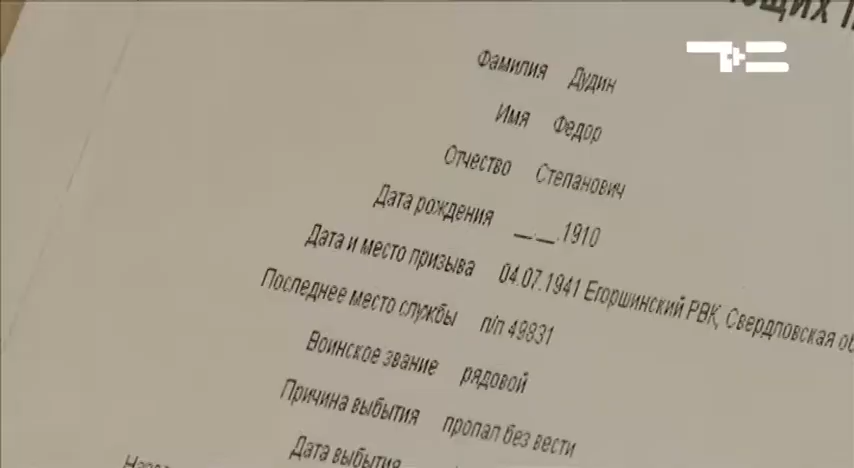 Фамилия Дудин
Имя Федор
Отчество Степанович
Дата рождения __.__.1910
Дата и место призыва 04.07.1941 Егоршинский РВК, Свердловская
Последнее место службы п/п 49831
Воинское звание рядовой
Причина выбытия пропал без вести
Дата выбытия